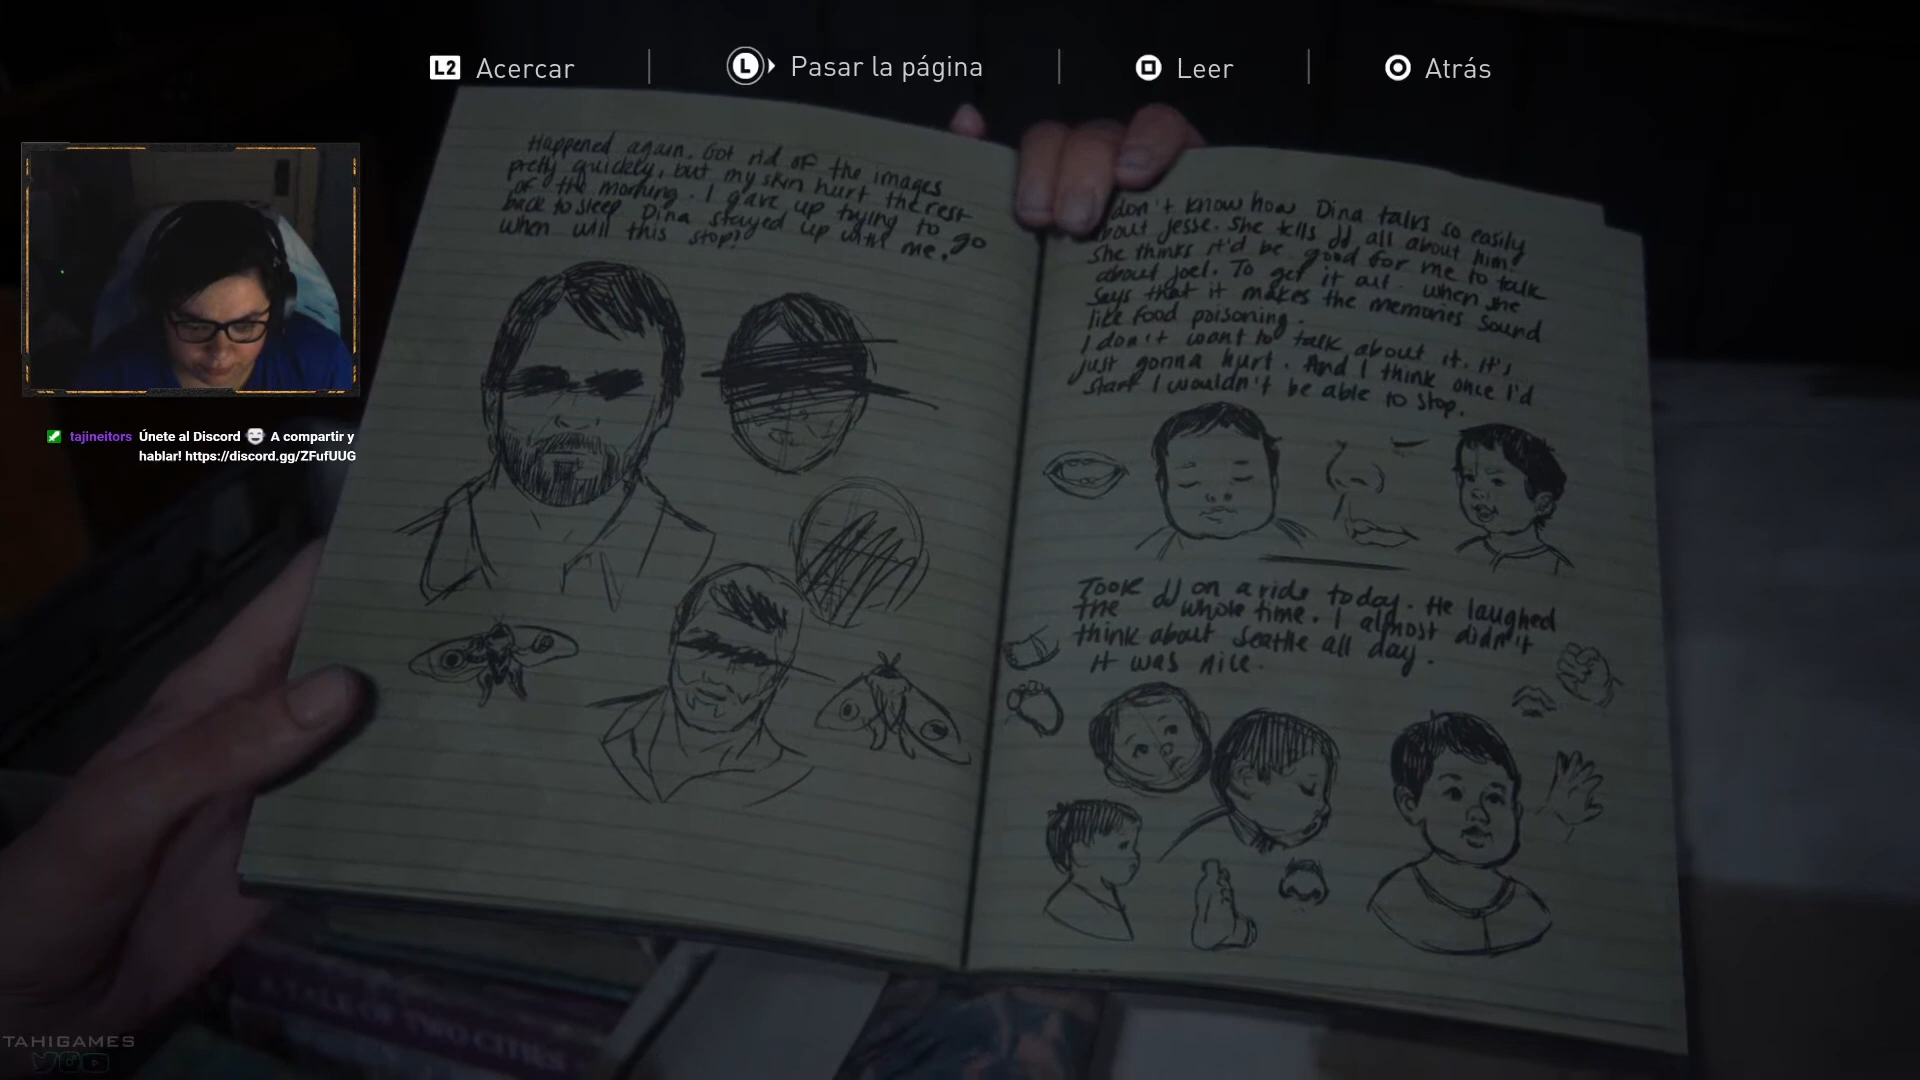 L2 Acercar
L Pasar la página
Leer
Atrás
Happened again. Got rid of the images
pretty quickly, but my skin hurt the rest
of the morning. I gave up trying to go
back to sleep. Dina stayed up with me.
When will this stop?
don't know how Dina talks so easily
about Jesse. She tells JJ all about him.
She thinks it'd be good for me to talk
about Joel. To get it out. When she
says that it makes the memories sound
like food poisoning.
I don't want to talk about it. It's
just gonna hurt. And I think once I'd
start I wouldn't be able to stop.
Took JJ on a ride today. He laughed
the whole time. I almost didn't
think about Seattle all day.
It was nice.
tajineitors Únete al Discord A compartir y
hablar! https://discord.gg/ZFufUUG
A TALE OF TWO CITIES
TAHIGAMES